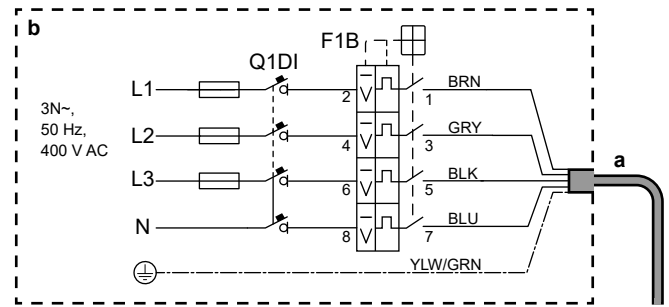 b
F1B
Q1DI
3N~,
50 Hz,
400 V AC
L1 2 1 BRN
L2 4 3 GRY
L3 6 5 BLK
N 8 7 BLU
YLW/GRN
a